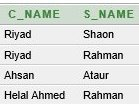 C_NAME S_NAME
Riyad Shaon
Riyad Rahman
Ahsan Ataur
Helal Ahmed Rahman